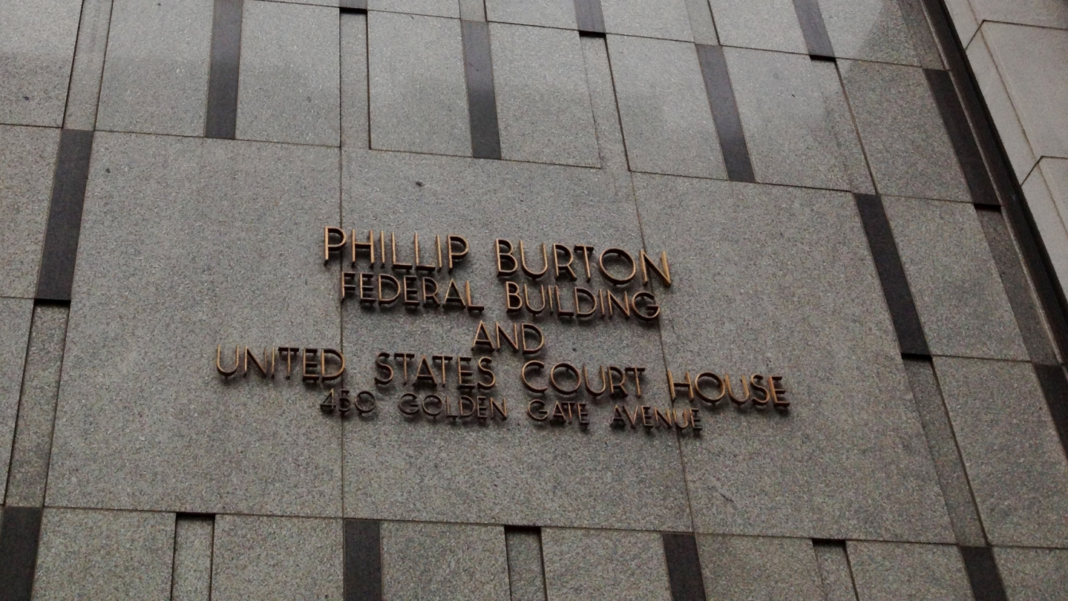 PHILLIP BURTON
FEDERAL BUILDING
AND
UNITED STATES COURT HOUSE
450 GOLDEN GATE AVENUE